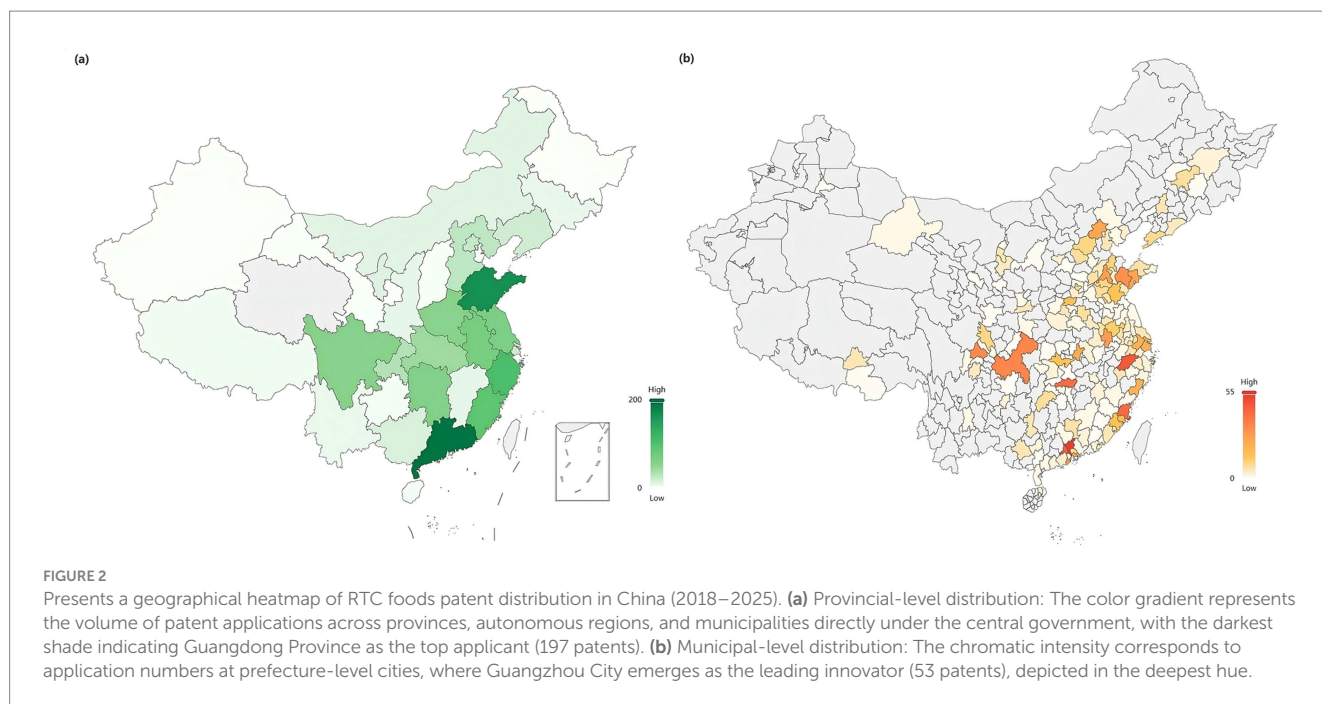 (a)
(b)
High
200
0
Low
High
55
0
Low
FIGURE 2
Presents a geographical heatmap of RTC foods patent distribution in China (2018–2025). (a) Provincial-level distribution: The color gradient represents
the volume of patent applications across provinces, autonomous regions, and municipalities directly under the central government, with the darkest
shade indicating Guangdong Province as the top applicant (197 patents). (b) Municipal-level distribution: The chromatic intensity corresponds to
application numbers at prefecture-level cities, where Guangzhou City emerges as the leading innovator (53 patents), depicted in the deepest hue.